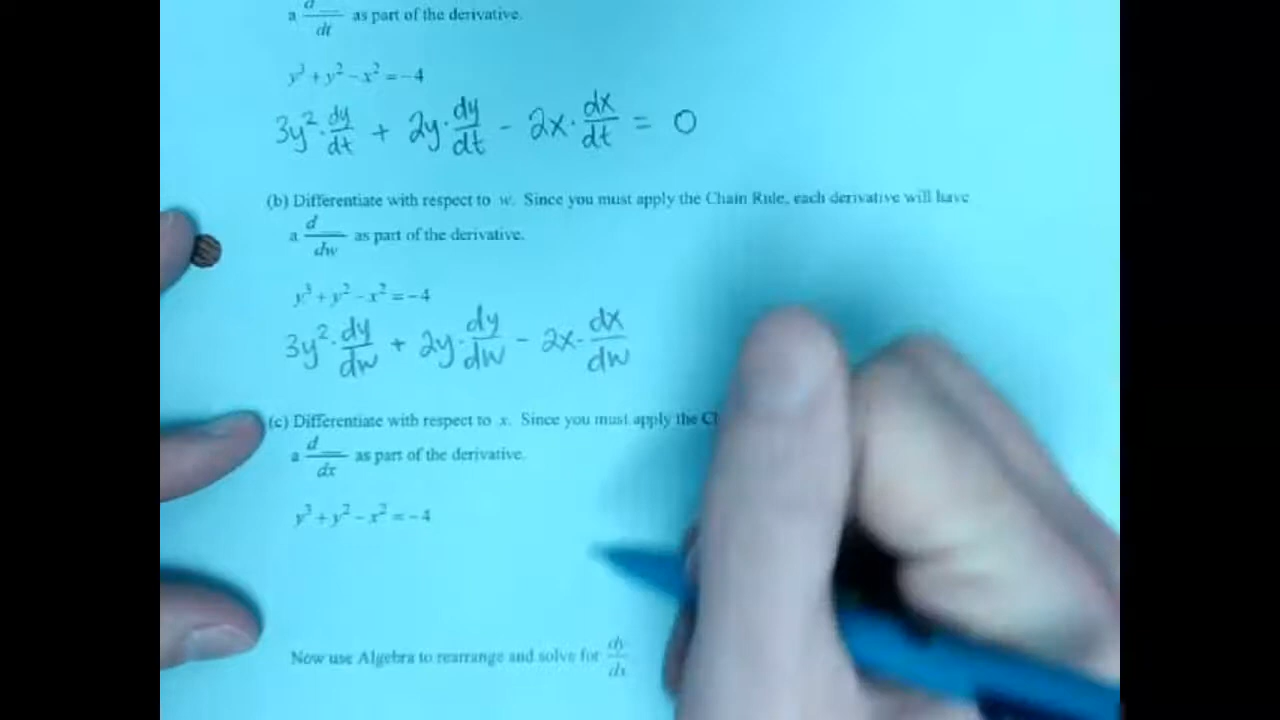 a d/dt as part of the derivative.
y³ + y² - x² = -4
3y² · dy/dt + 2y · dy/dt - 2x · dx/dt = 0
(b) Differentiate with respect to w. Since you must apply the Chain Rule, each derivative will have
a d/dw as part of the derivative.
y³ + y² - x² = -4
3y² · dy/dw + 2y · dy/dw - 2x · dx/dw
(c) Differentiate with respect to x. Since you must apply the
a d/dx as part of the derivative.
y³ + y² - x² = -4
Now use Algebra to rearrange and solve for dy/dx